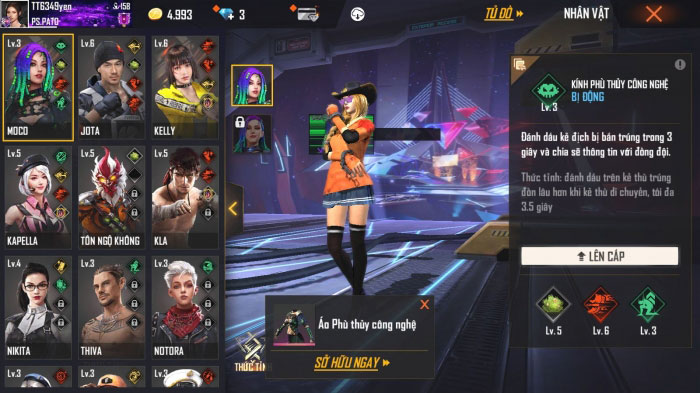 TT6349yen
PS.PATO
158
4.993
3
TỦ ĐỒ
NHÂN VẬT
Lv.3
MOCO
Lv.6
JOTA
Lv.6
KELLY
Lv.5
KAPELLA
Lv.5
TÔN NGỘ KHÔNG
Lv.5
KLA
Lv.4
NIKITA
Lv.3
THIVA
Lv.4
NOTORA
Lv.3
Lv.3
Lv.3
KÍNH PHÙ THỦY CÔNG NGHỆ
BỊ ĐỘNG
Lv.3
Đánh dấu kẻ địch bị bắn trúng trong 3
giây và chia sẽ thông tin với đồng đội.
Thức tỉnh: đánh dấu trên kẻ thù trúng
đòn lâu hơn khi kẻ thù di chuyển, tối đa
3.5 giây
LÊN CẤP
Lv.5
Lv.6
Lv.3
Áo Phù thủy công nghệ
SỞ HỮU NGAY
THỨC TỈN